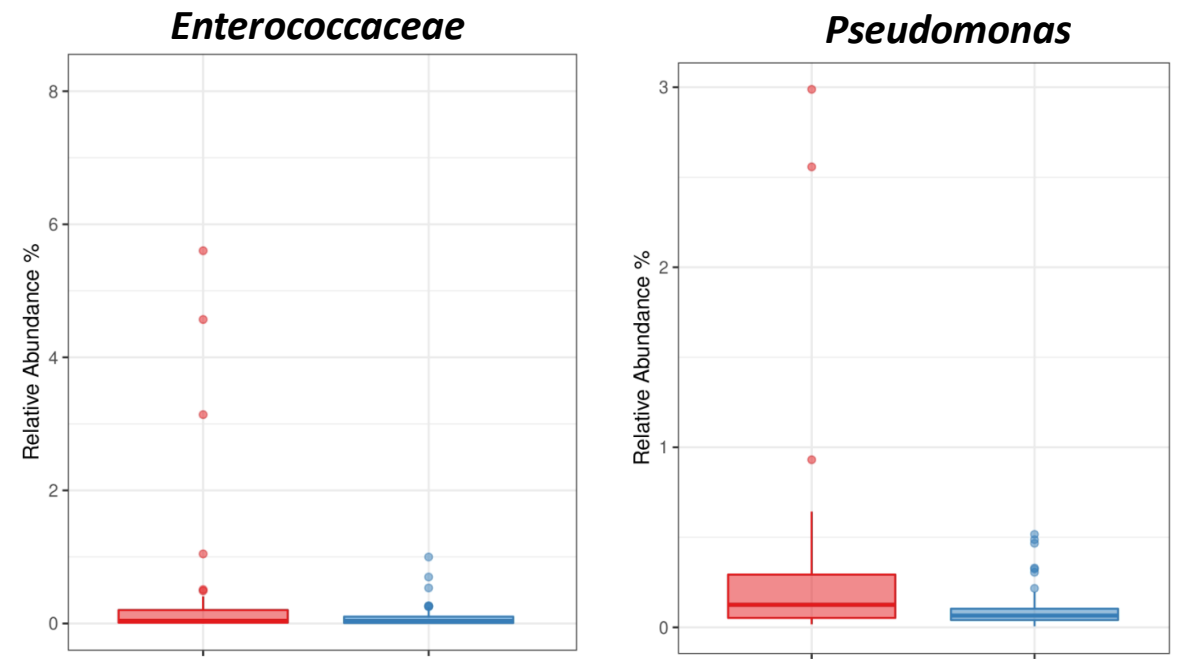 Enterococcaceae
Relative Abundance %
8
6
4
2
0
Pseudomonas
Relative Abundance %
3
2
1
0